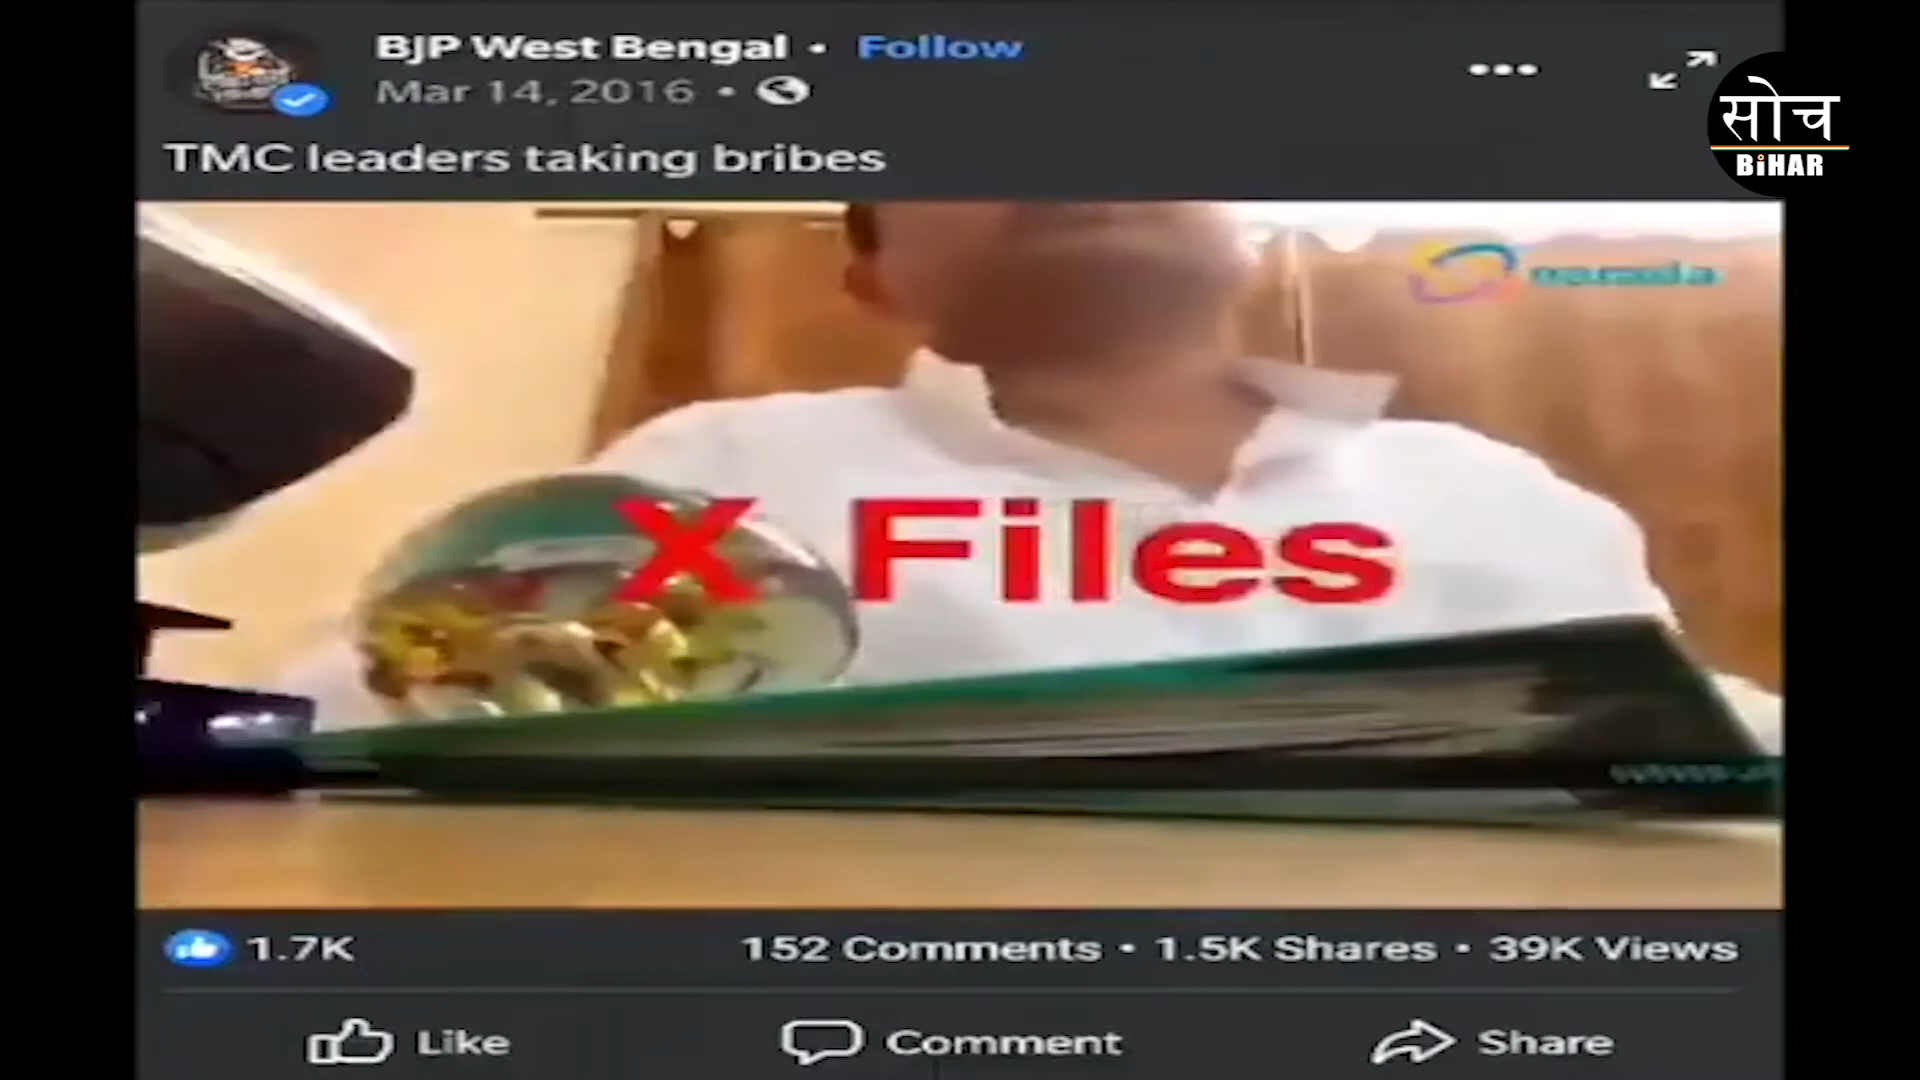 BJP West Bengal • Follow
Mar 14, 2016 •
सोच
BiHAR
TMC leaders taking bribes
X Files
1.7K
152 Comments • 1.5K Shares • 39K Views
Like
Comment
Share